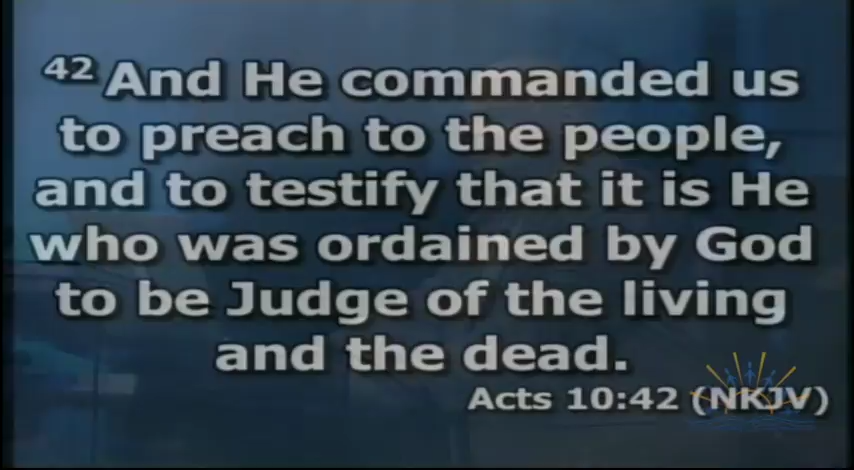 42 And He commanded us
to preach to the people,
and to testify that it is He
who was ordained by God
to be Judge of the living
and the dead.
Acts 10:42 (NKJV)